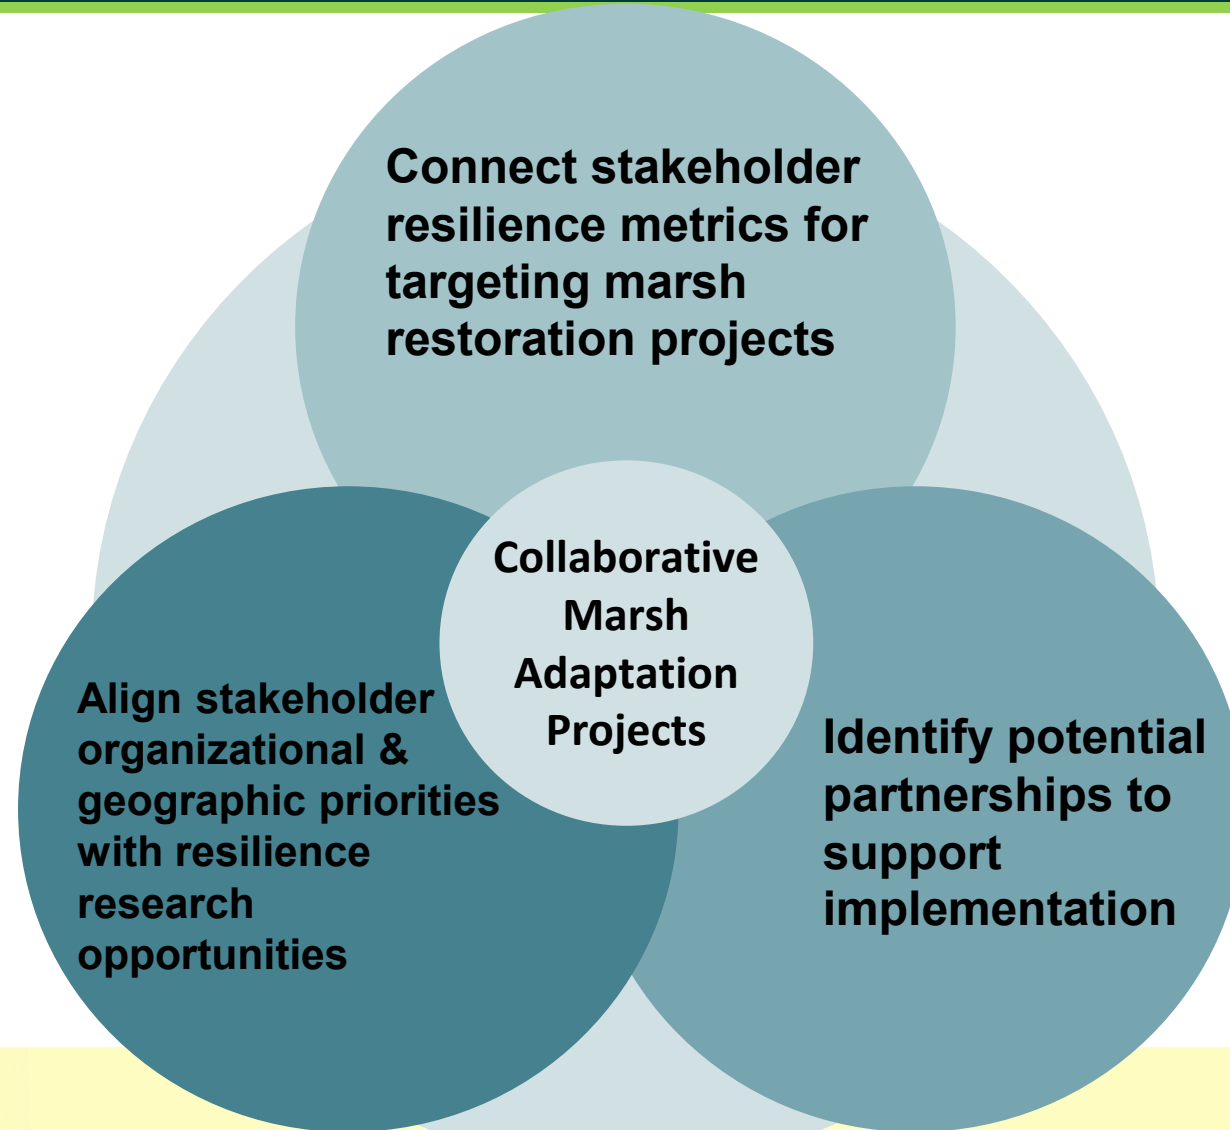 Connect stakeholder
resilience metrics for
targeting marsh
restoration projects
Collaborative
Marsh
Adaptation
Projects
Align stakeholder
organizational &
geographic priorities
with resilience
research
opportunities
Identify potential
partnerships to
support
implementation